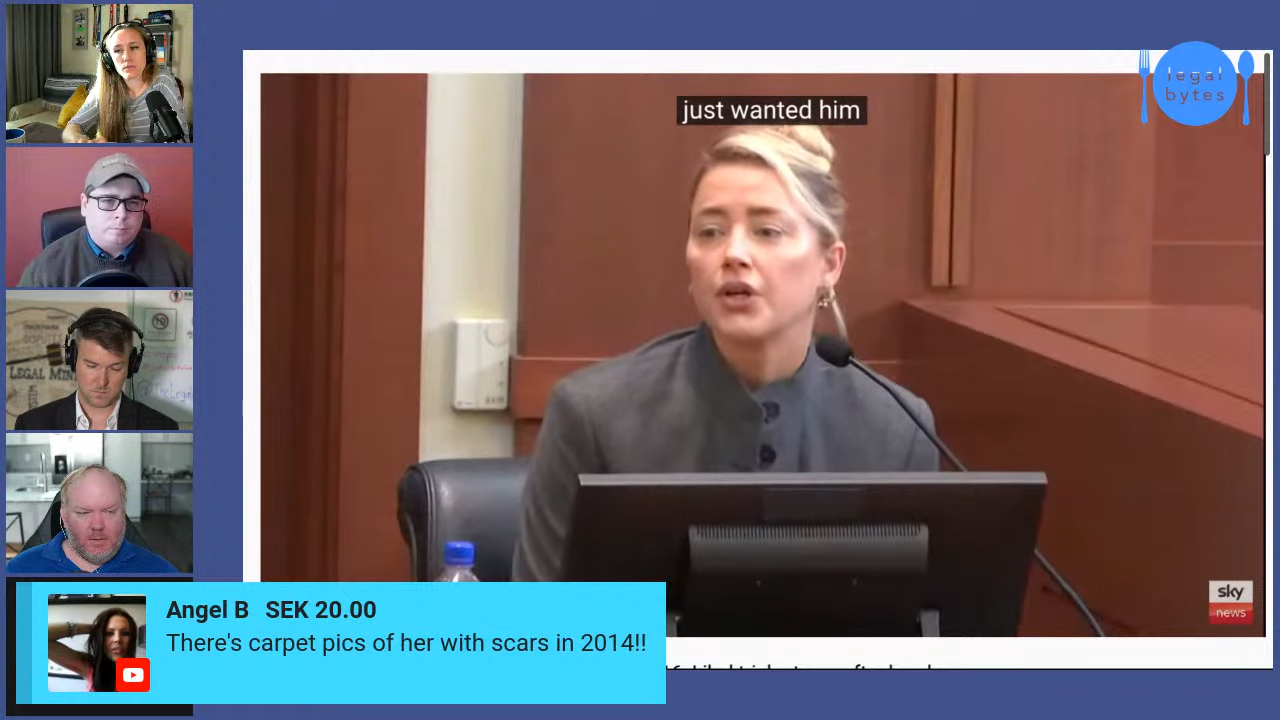 just wanted him
legal
bytes
LEGAL MIN
sky
news
Angel B SEK 20.00
There's carpet pics of her with scars in 2014!!